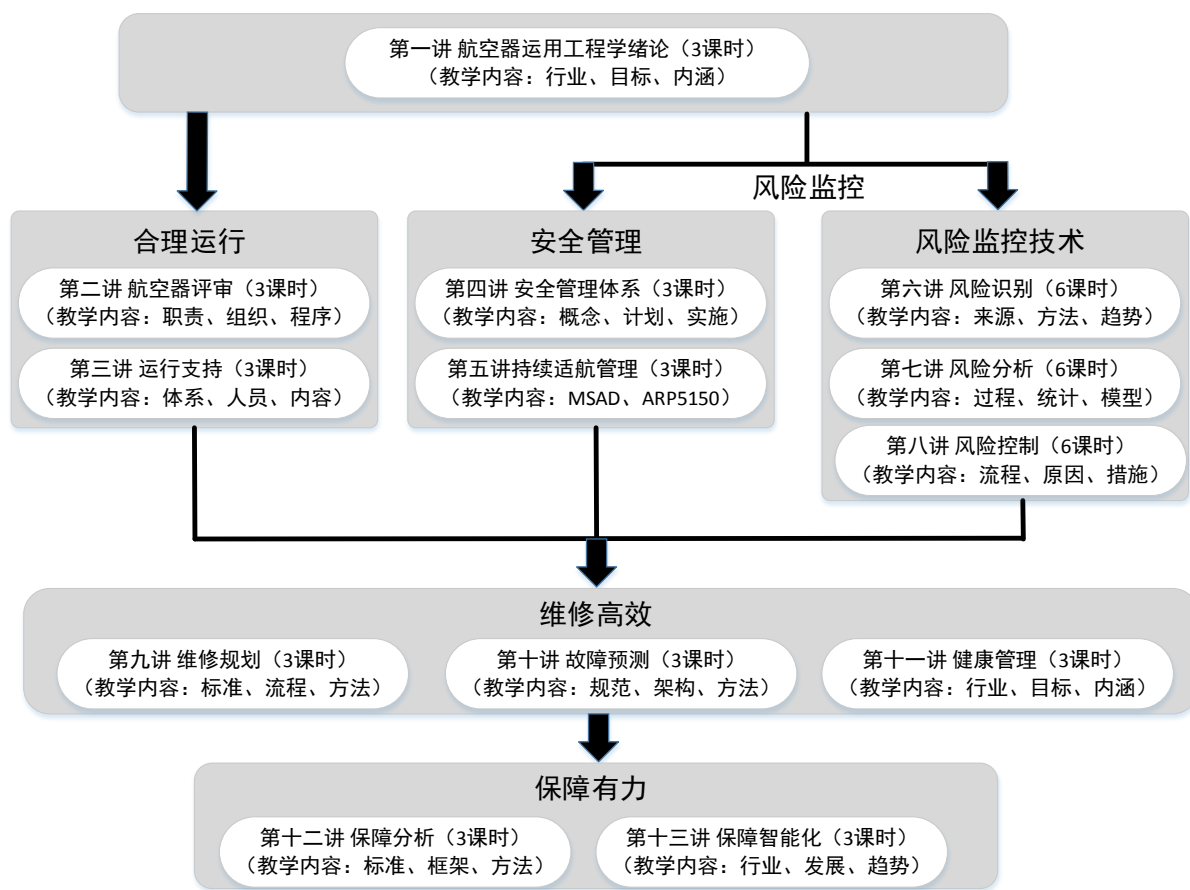 第一讲 航空器运用工程学绪论（3课时）
（教学内容：行业、目标、内涵）
风险监控
合理运行
第二讲 航空器评审（3课时）
（教学内容：职责、组织、程序）
第三讲 运行支持（3课时）
（教学内容：体系、人员、内容）
安全管理
第四讲 安全管理体系（3课时）
（教学内容：概念、计划、实施）
第五讲持续适航管理（3课时）
（教学内容：MSAD、ARP5150）
风险监控技术
第六讲 风险识别（6课时）
（教学内容：来源、方法、趋势）
第七讲 风险分析（6课时）
（教学内容：过程、统计、模型）
第八讲 风险控制（6课时）
（教学内容：流程、原因、措施）
维修高效
第九讲 维修规划（3课时）
（教学内容：标准、流程、方法）
第十讲 故障预测（3课时）
（教学内容：规范、架构、方法）
第十一讲 健康管理（3课时）
（教学内容：行业、目标、内涵）
保障有力
第十二讲 保障分析（3课时）
（教学内容：标准、框架、方法）
第十三讲 保障智能化（3课时）
（教学内容：行业、发展、趋势）